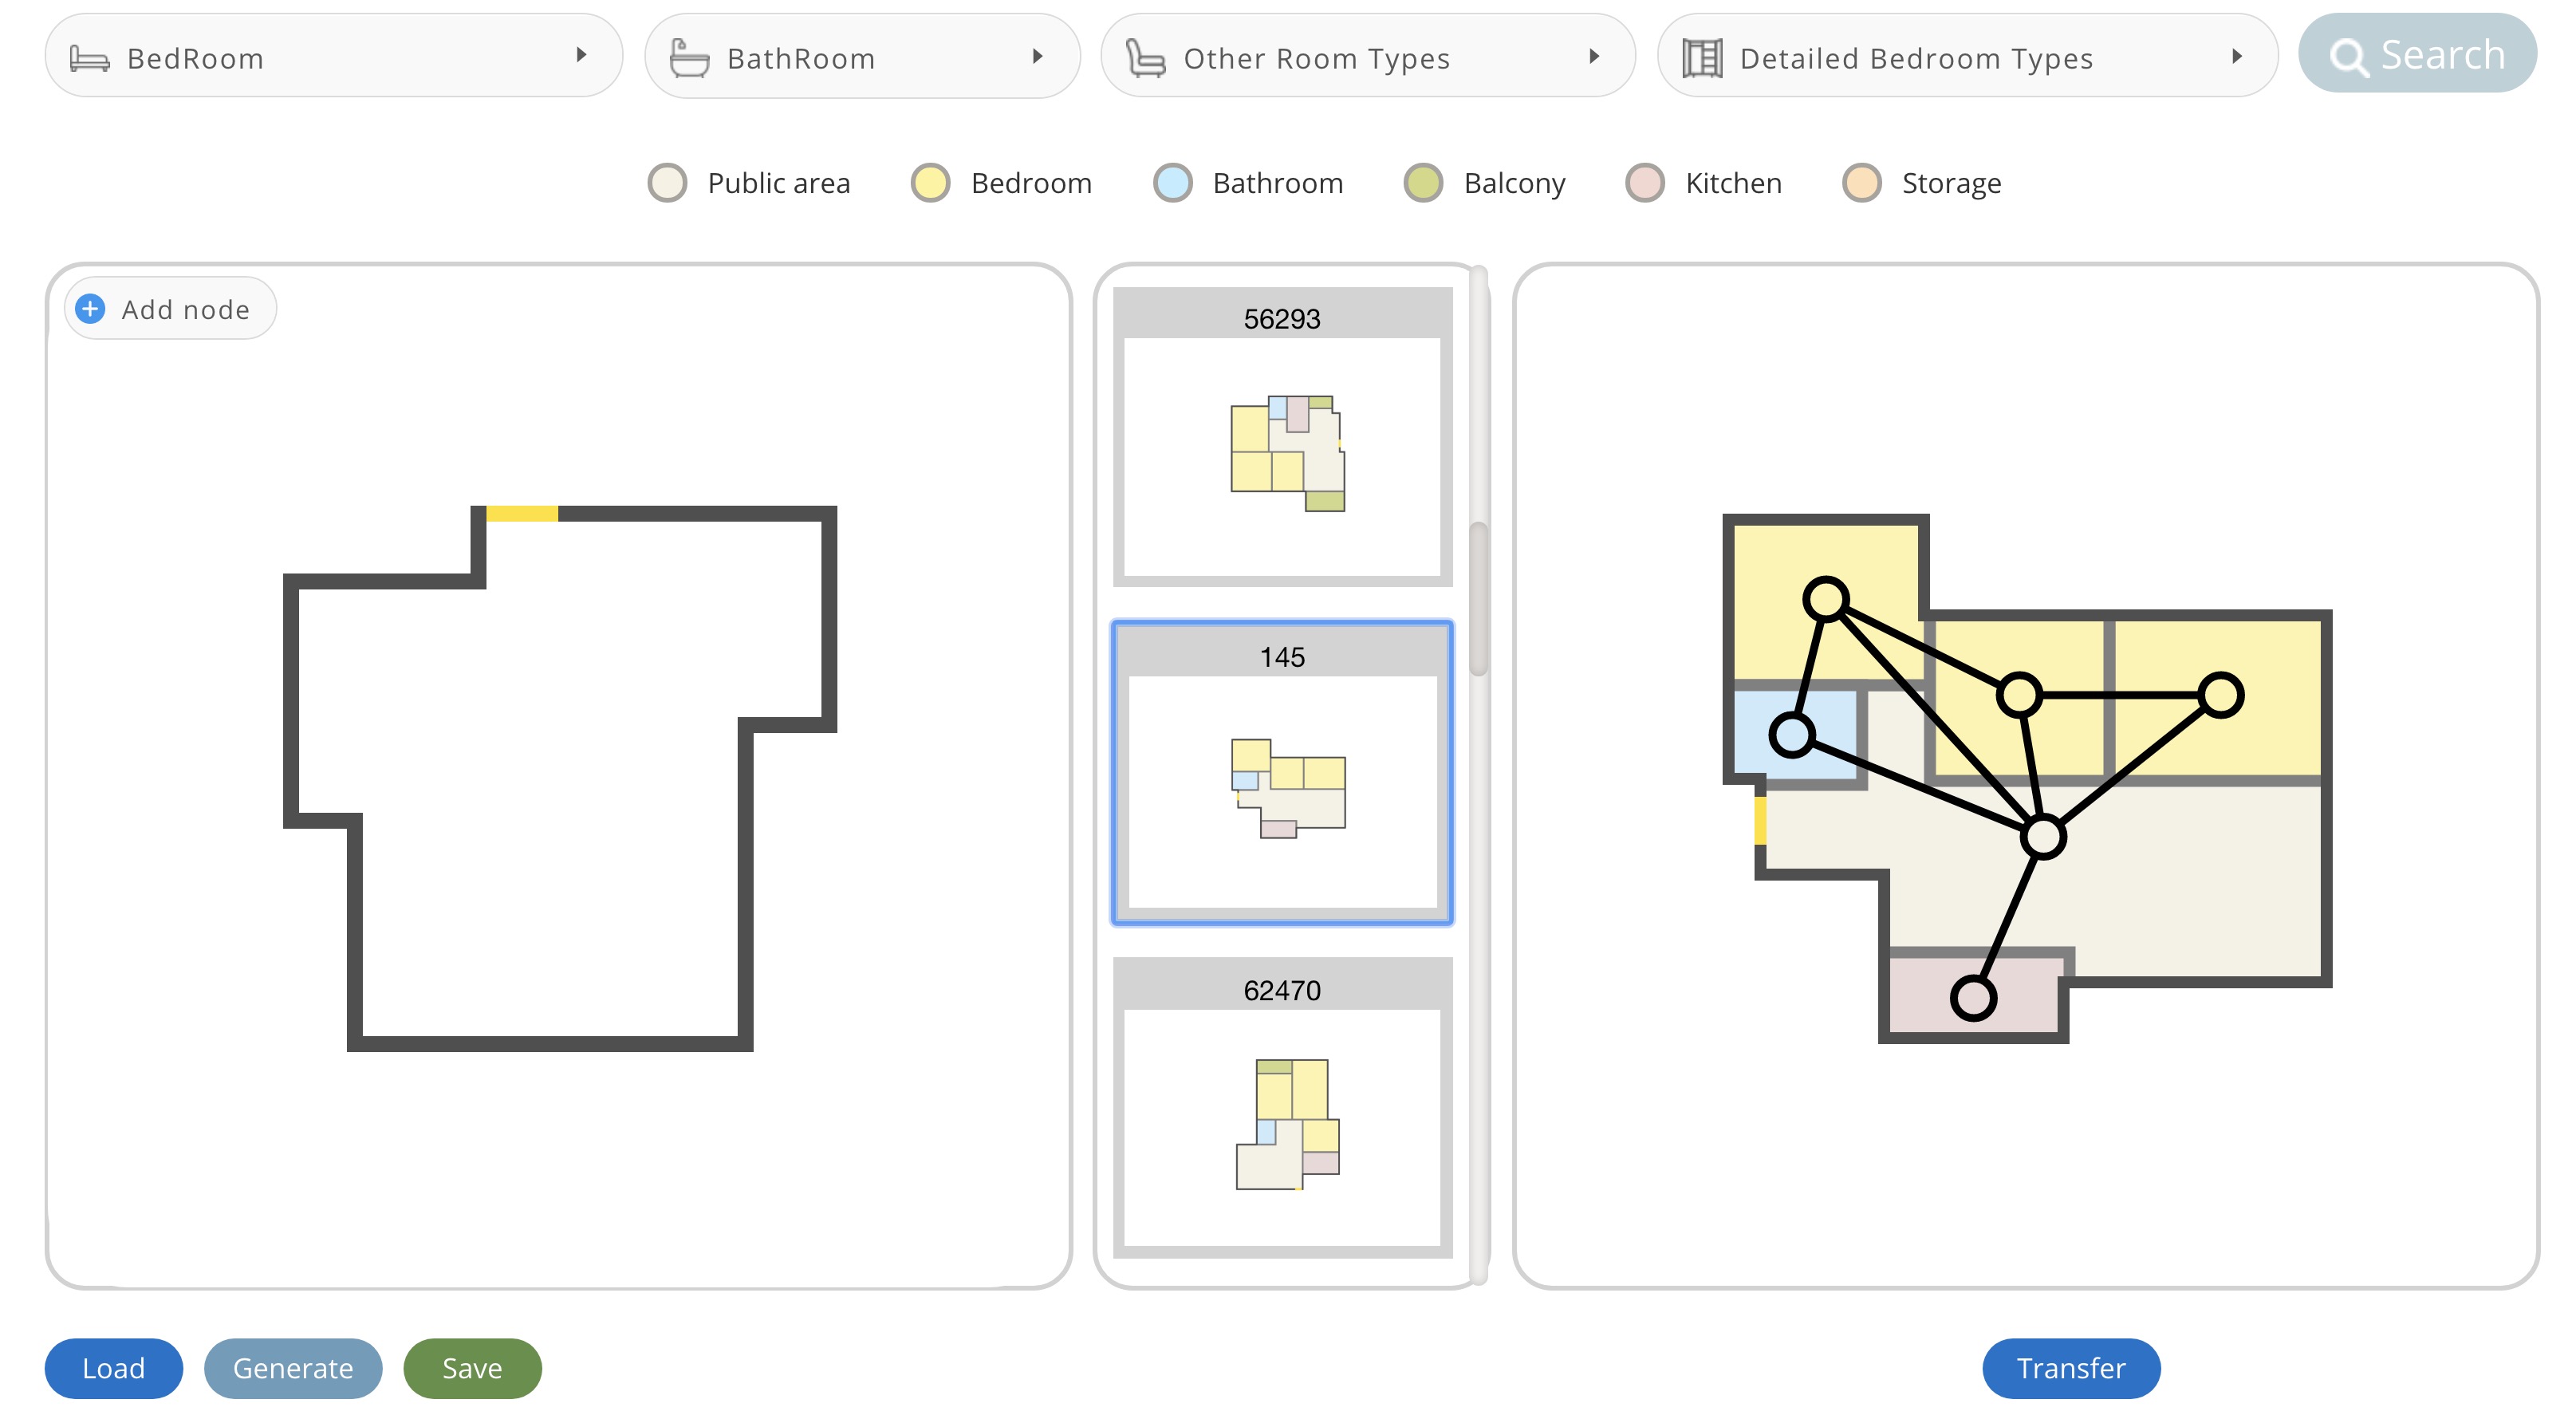 BedRoom
BathRoom
Other Room Types
Detailed Bedroom Types
Search
Public area
Bedroom
Bathroom
Balcony
Kitchen
Storage
Add node
56293
145
62470
Load
Generate
Save
Transfer